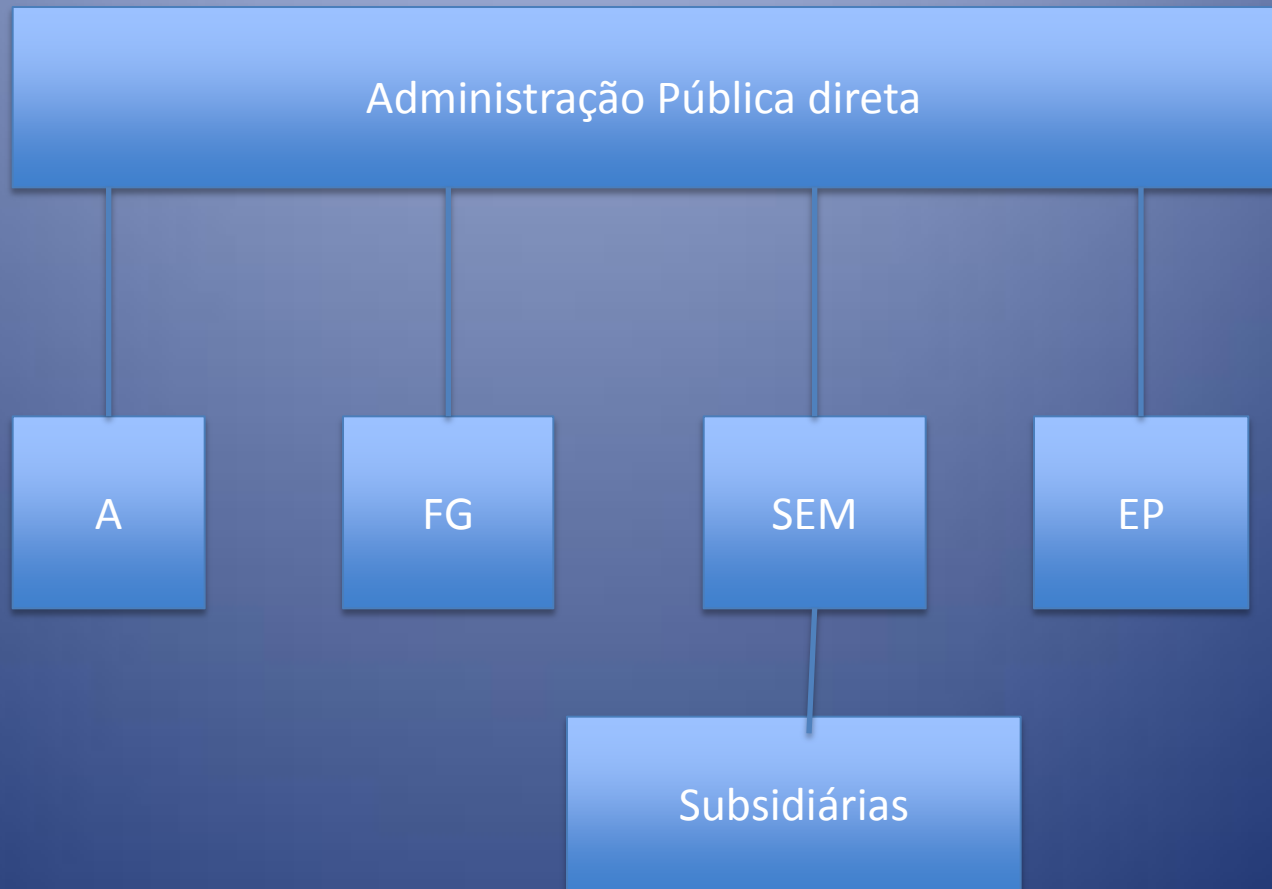 Administração Pública direta
A
FG
SEM
EP
Subsidiárias